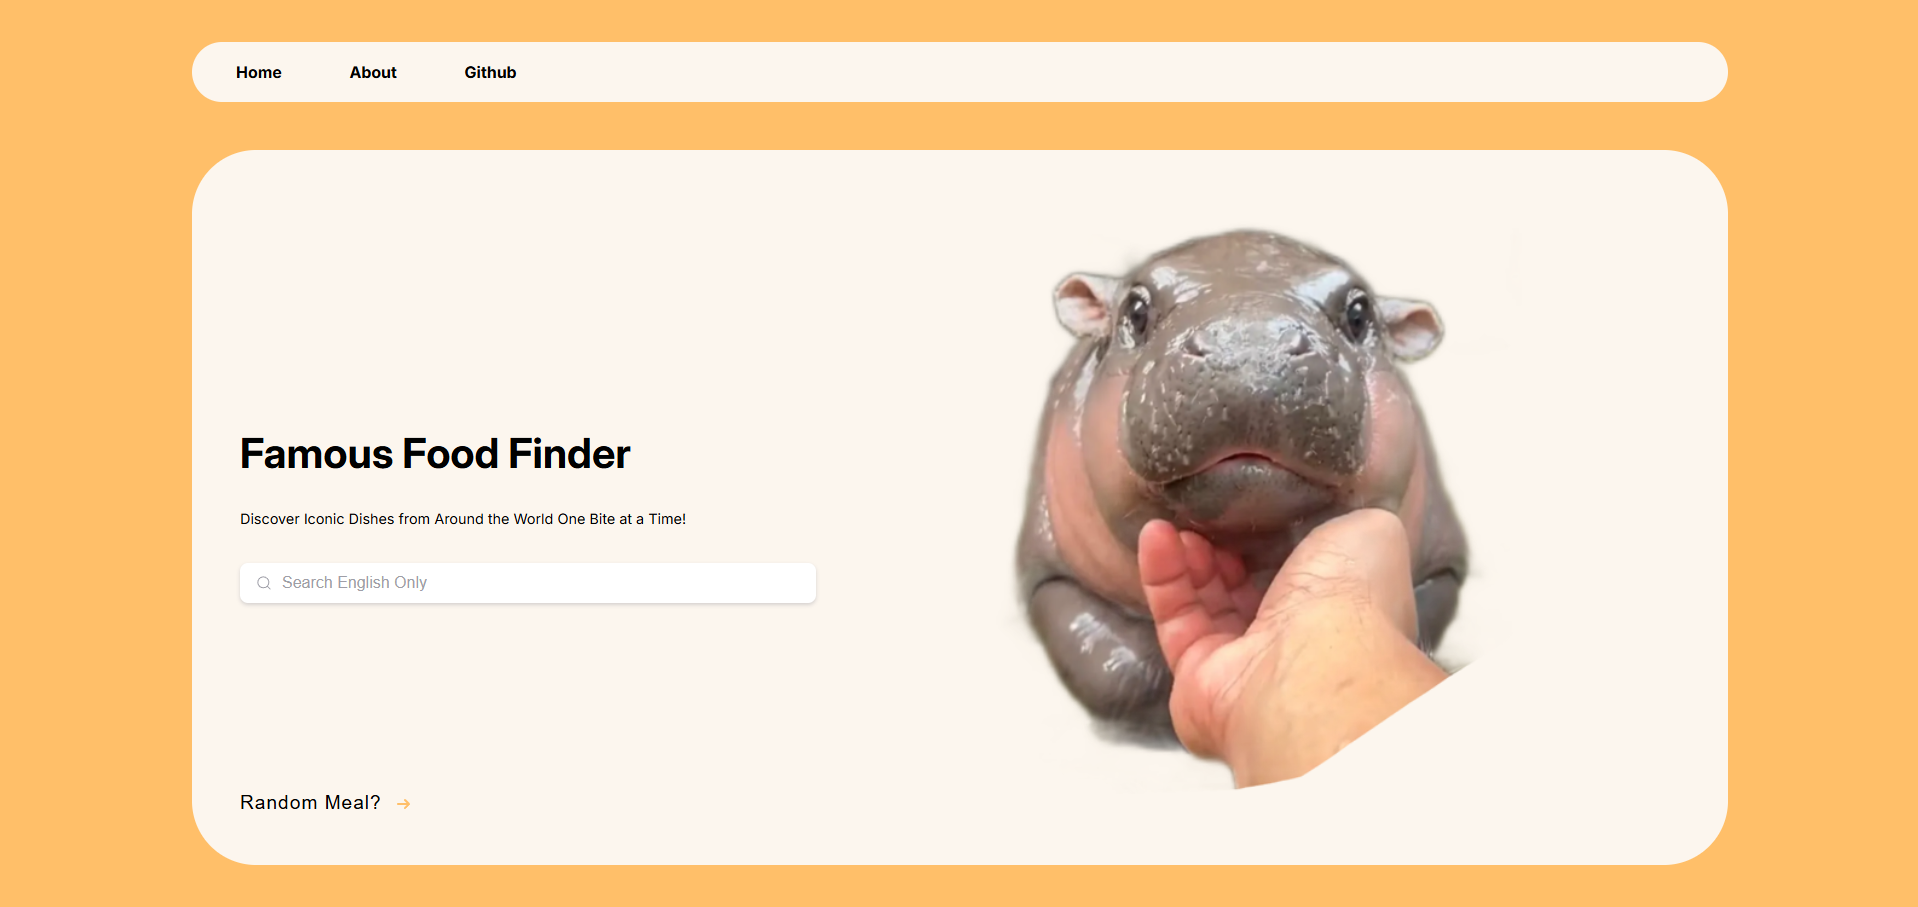 Home About Github
Famous Food Finder
Discover Iconic Dishes from Around the World One Bite at a Time!
Search English Only
Random Meal? →